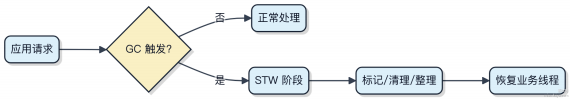 应用请求
GC 触发?
否
正常处理
是
STW 阶段
标记/清理/整理
恢复业务线程